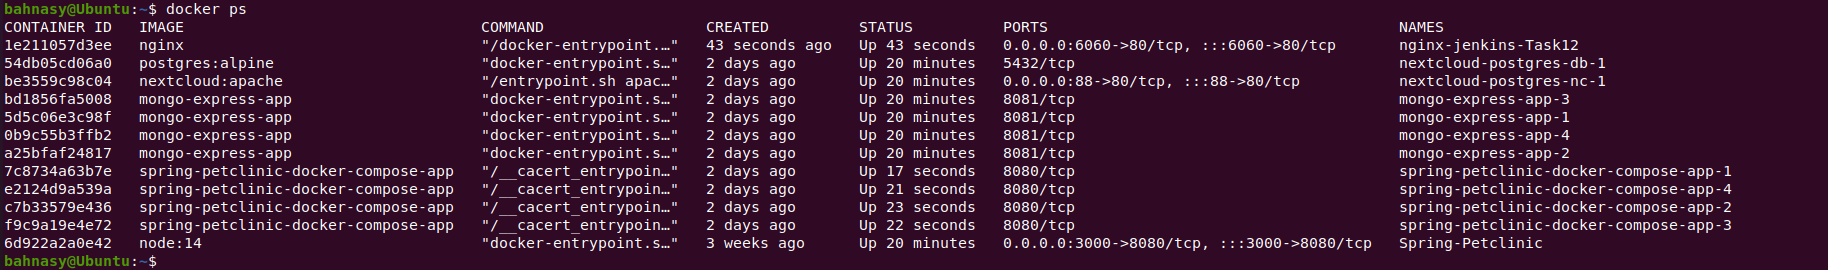 bahnasy@Ubuntu:~$ docker ps
CONTAINER ID   IMAGE                                 COMMAND                  CREATED          STATUS          PORTS                                       NAMES
1e211057d3ee   nginx                                 "/docker-entrypoint.…"   43 seconds ago   Up 43 seconds   0.0.0.0:6060->80/tcp, :::6060->80/tcp       nginx-jenkins-Task12
54db05cd06a0   postgres:alpine                       "docker-entrypoint.s…"   2 days ago       Up 20 minutes   5432/tcp                                    nextcloud-postgres-db-1
be3559c98c04   nextcloud:apache                      "/entrypoint.sh apac…"   2 days ago       Up 20 minutes   0.0.0.0:88->80/tcp, :::88->80/tcp           nextcloud-postgres-nc-1
bd1856fa5008   mongo-express-app                     "docker-entrypoint.s…"   2 days ago       Up 20 minutes   8081/tcp                                    mongo-express-app-3
5d5c06e3c98f   mongo-express-app                     "docker-entrypoint.s…"   2 days ago       Up 20 minutes   8081/tcp                                    mongo-express-app-1
0b9c55b3ffb2   mongo-express-app                     "docker-entrypoint.s…"   2 days ago       Up 20 minutes   8081/tcp                                    mongo-express-app-4
a25bfaf24817   mongo-express-app                     "docker-entrypoint.s…"   2 days ago       Up 20 minutes   8081/tcp                                    mongo-express-app-2
7c8734a63b7e   spring-petclinic-docker-compose-app   "/__cacert_entrypoin…"   2 days ago       Up 17 seconds   8080/tcp                                    spring-petclinic-docker-compose-app-1
e2124d9a539a   spring-petclinic-docker-compose-app   "/__cacert_entrypoin…"   2 days ago       Up 21 seconds   8080/tcp                                    spring-petclinic-docker-compose-app-4
c7b33579e436   spring-petclinic-docker-compose-app   "/__cacert_entrypoin…"   2 days ago       Up 23 seconds   8080/tcp                                    spring-petclinic-docker-compose-app-2
f9c9a19e4e72   spring-petclinic-docker-compose-app   "/__cacert_entrypoin…"   2 days ago       Up 22 seconds   8080/tcp                                    spring-petclinic-docker-compose-app-3
6d922a2a0e42   node:14                               "docker-entrypoint.s…"   3 weeks ago      Up 20 minutes   0.0.0.0:3000->8080/tcp, :::3000->8080/tcp   Spring-Petclinic
bahnasy@Ubuntu:~$